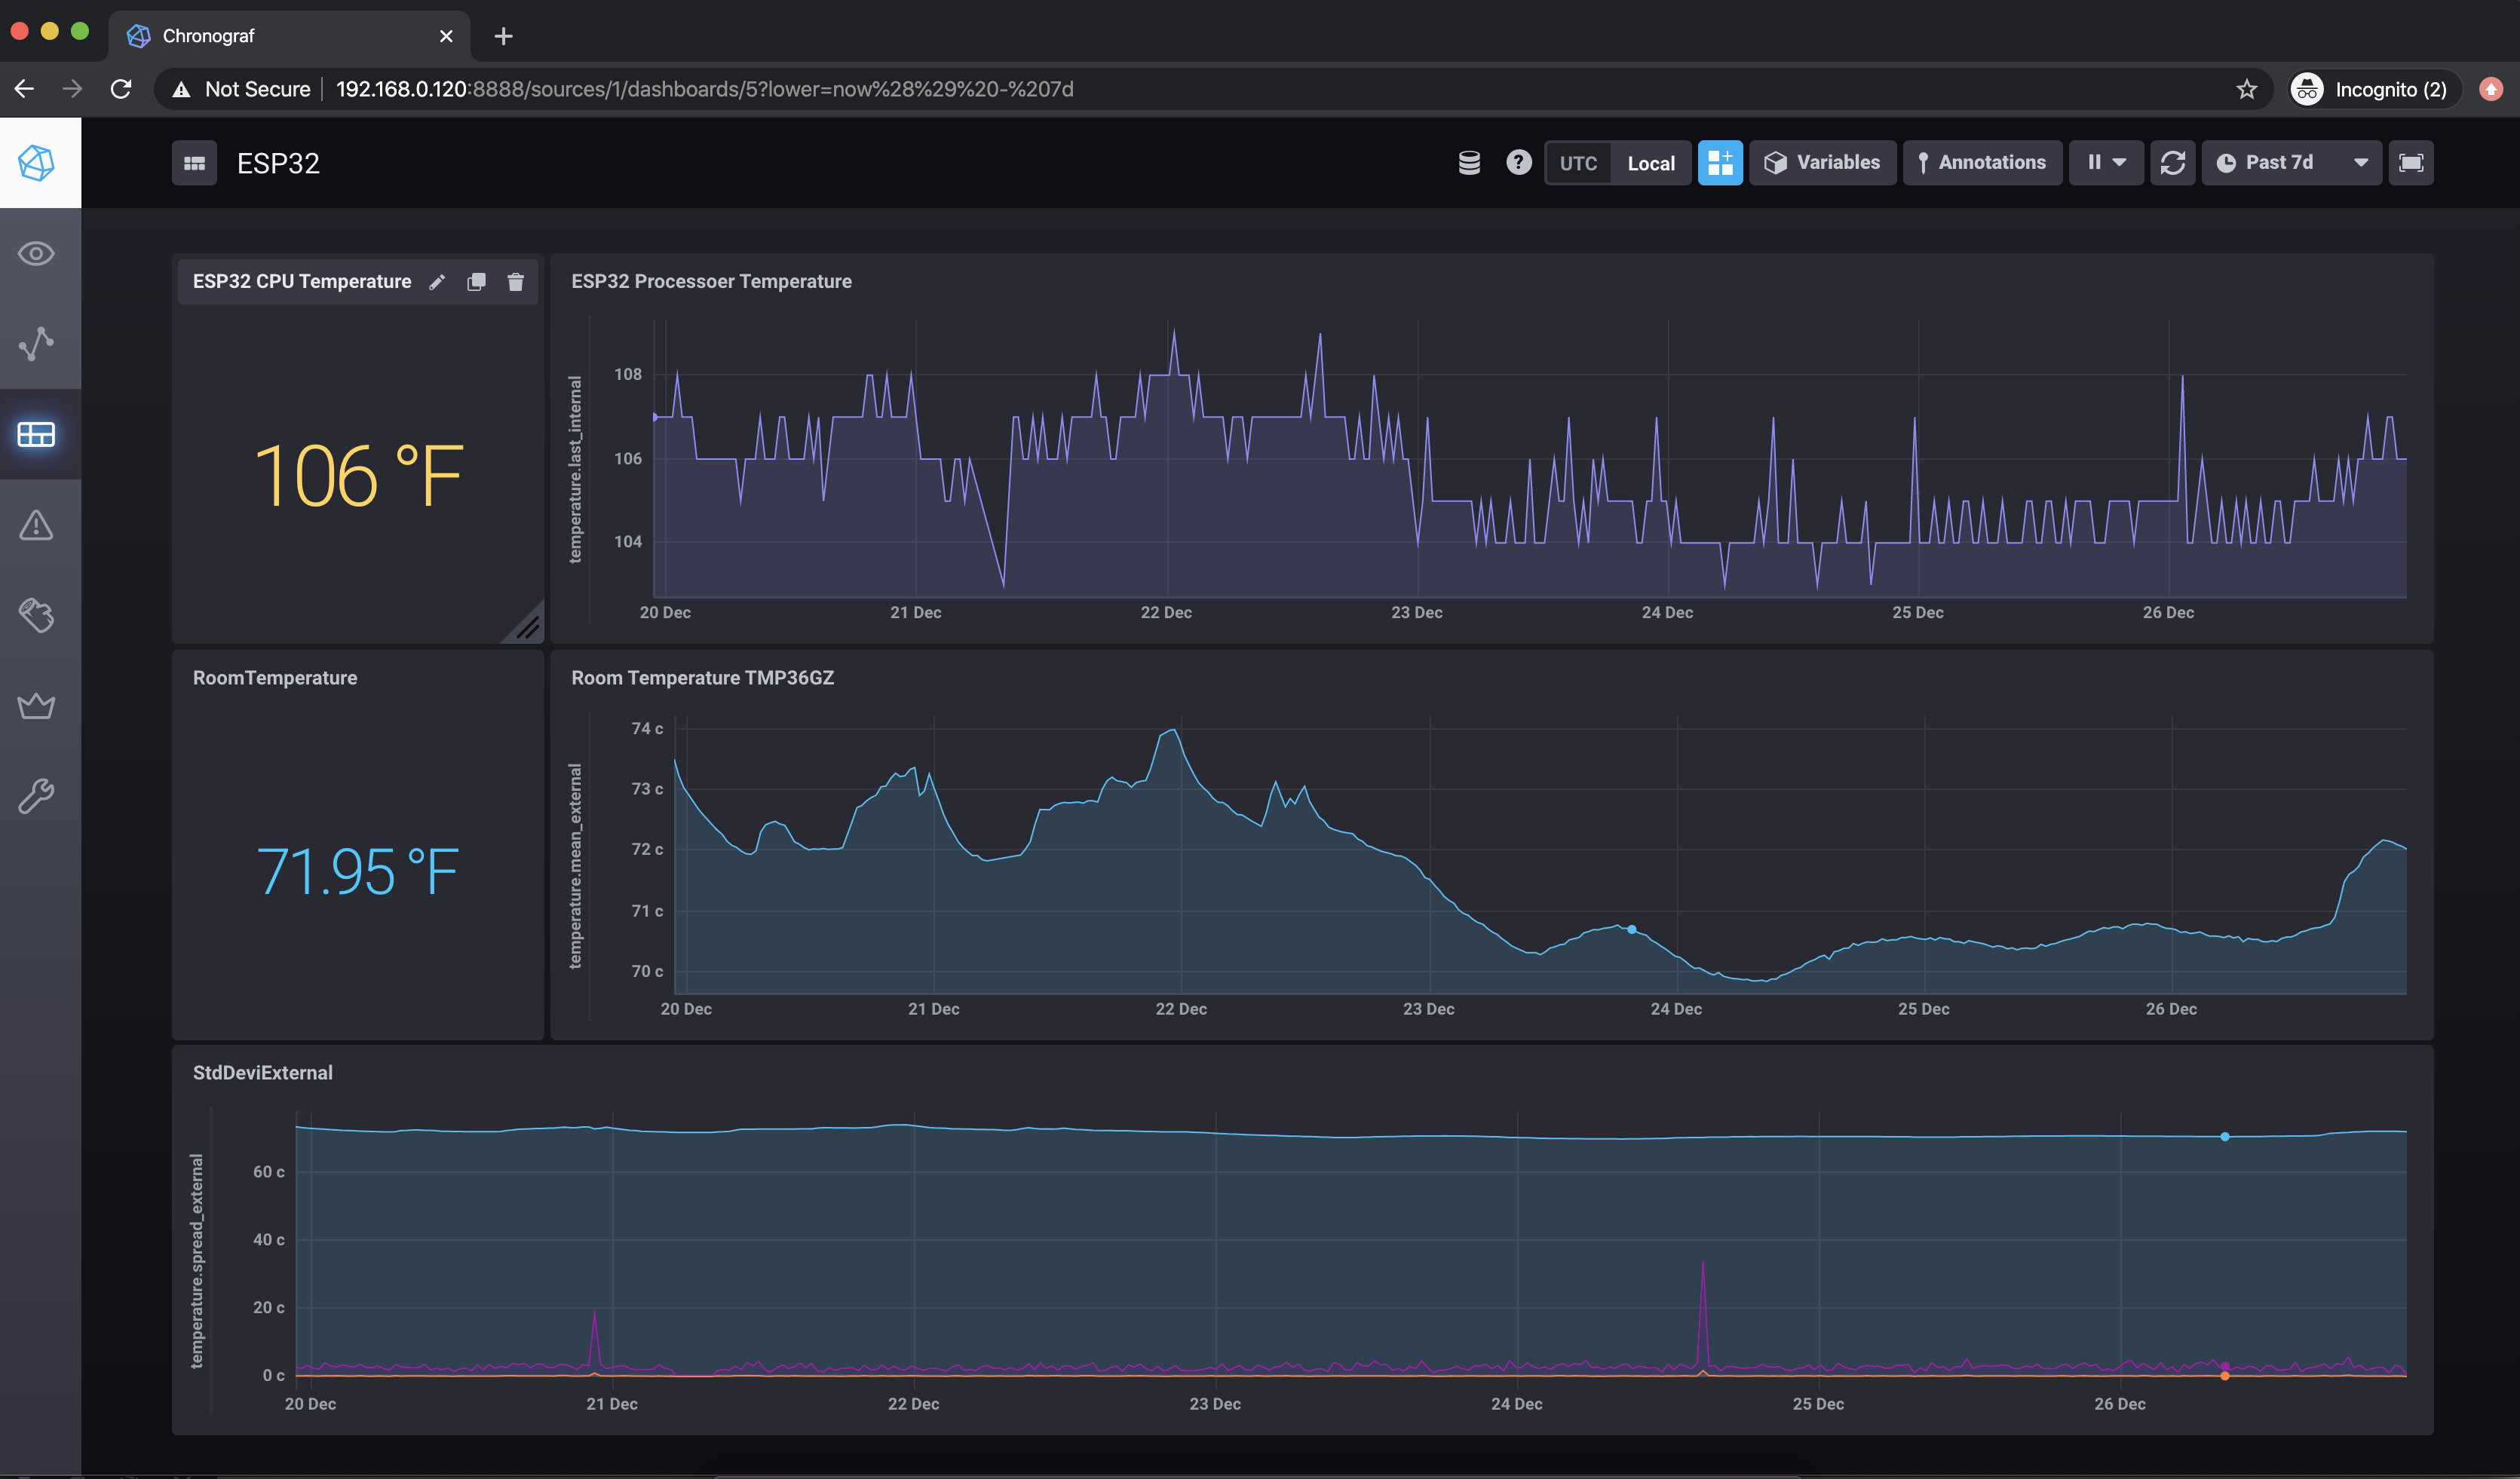 Chronograf
Not Secure 192.168.0.120:8888/sources/1/dashboards/5?lower=now%28%29%20-%207d
Incognito (2)
ESP32
UTC Local Variables Annotations Past 7d
ESP32 CPU Temperature
106 °F
ESP32 Processoer Temperature
temperature.last_internal
108
106
104
20 Dec 21 Dec 22 Dec 23 Dec 24 Dec 25 Dec 26 Dec
RoomTemperature
71.95 °F
Room Temperature TMP36GZ
temperature.mean_external
74 c
73 c
72 c
71 c
70 c
20 Dec 21 Dec 22 Dec 23 Dec 24 Dec 25 Dec 26 Dec
StdDeviExternal
temperature.spread_external
60 c
40 c
20 c
0 c
20 Dec 21 Dec 22 Dec 23 Dec 24 Dec 25 Dec 26 Dec